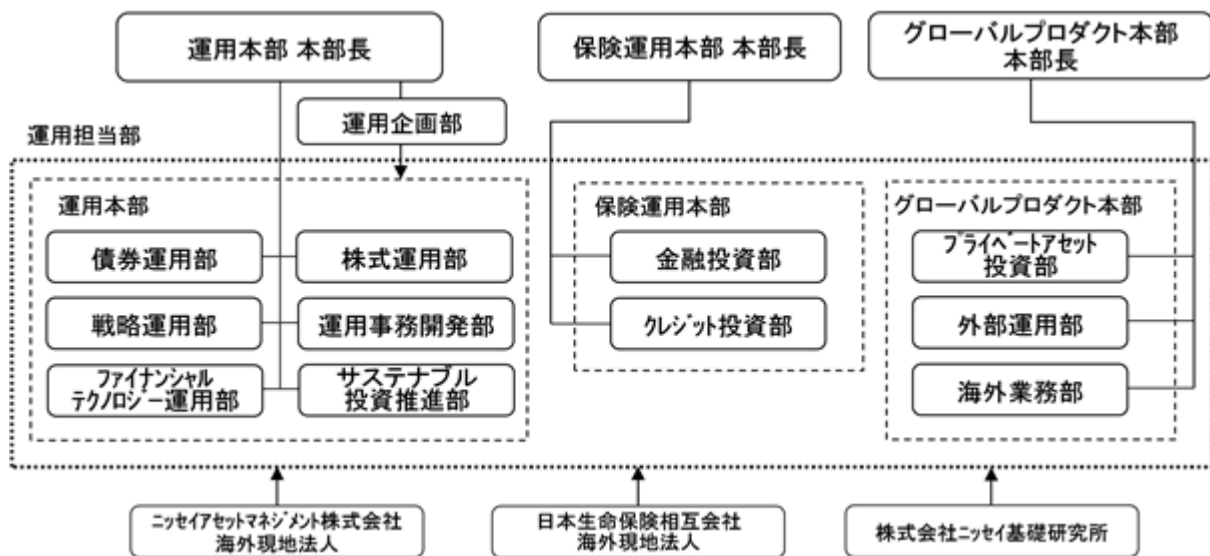 運用本部 本部長
保険運用本部 本部長
グローバルプロダクト本部
本部長
運用企画部
運用担当部
運用本部
債券運用部
株式運用部
戦略運用部
運用事務開発部
ファイナンシャル
テクノロジー運用部
サステナブル
投資推進部
保険運用本部
金融投資部
クレジット投資部
グローバルプロダクト本部
プライベートアセット
投資部
外部運用部
海外業務部
ニッセイアセットマネジメント株式会社
海外現地法人
日本生命保険相互会社
海外現地法人
株式会社ニッセイ基礎研究所